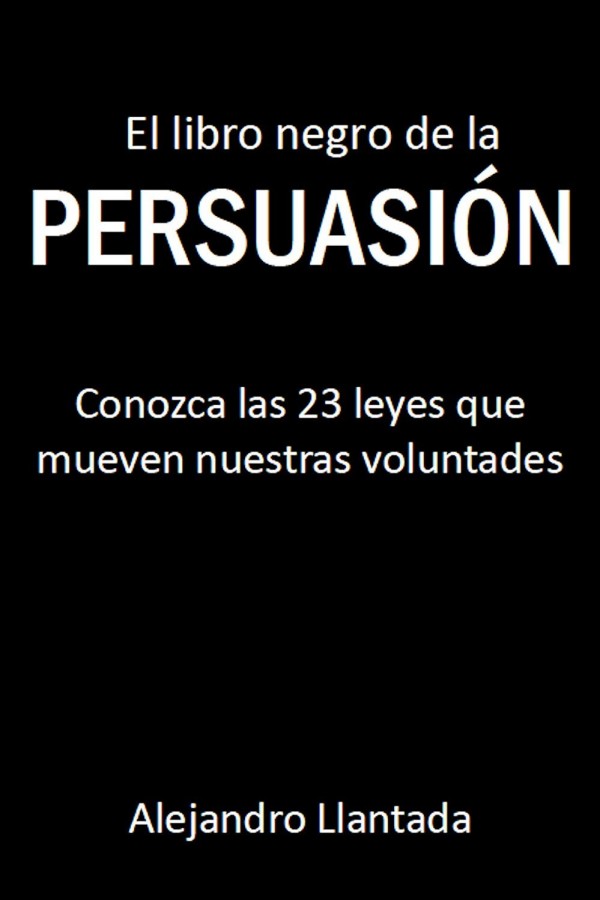 El libro negro de la
PERSUASIÓN
Conozca las 23 leyes que
mueven nuestras voluntades
Alejandro Llantada